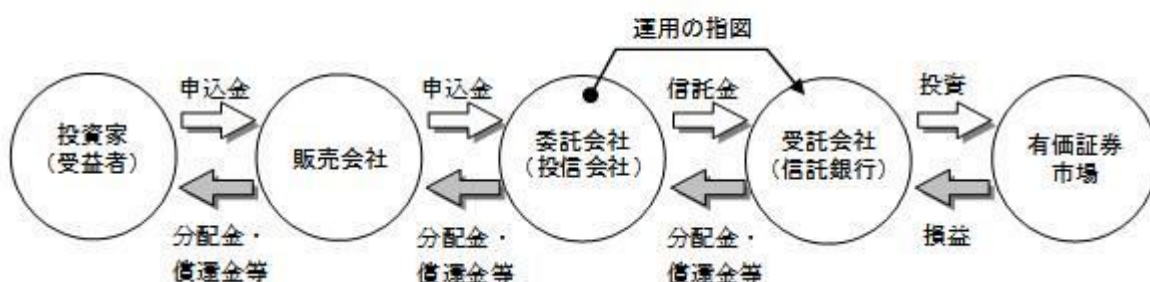 運用の指図
申込金
申込金
信託金
投資
投資家
（受益者）
販売会社
委託会社
（投信会社）
受託会社
（信託銀行）
有価証券
市場
分配金・
償還金等
分配金・
償還金等
分配金・
償還金等
損益